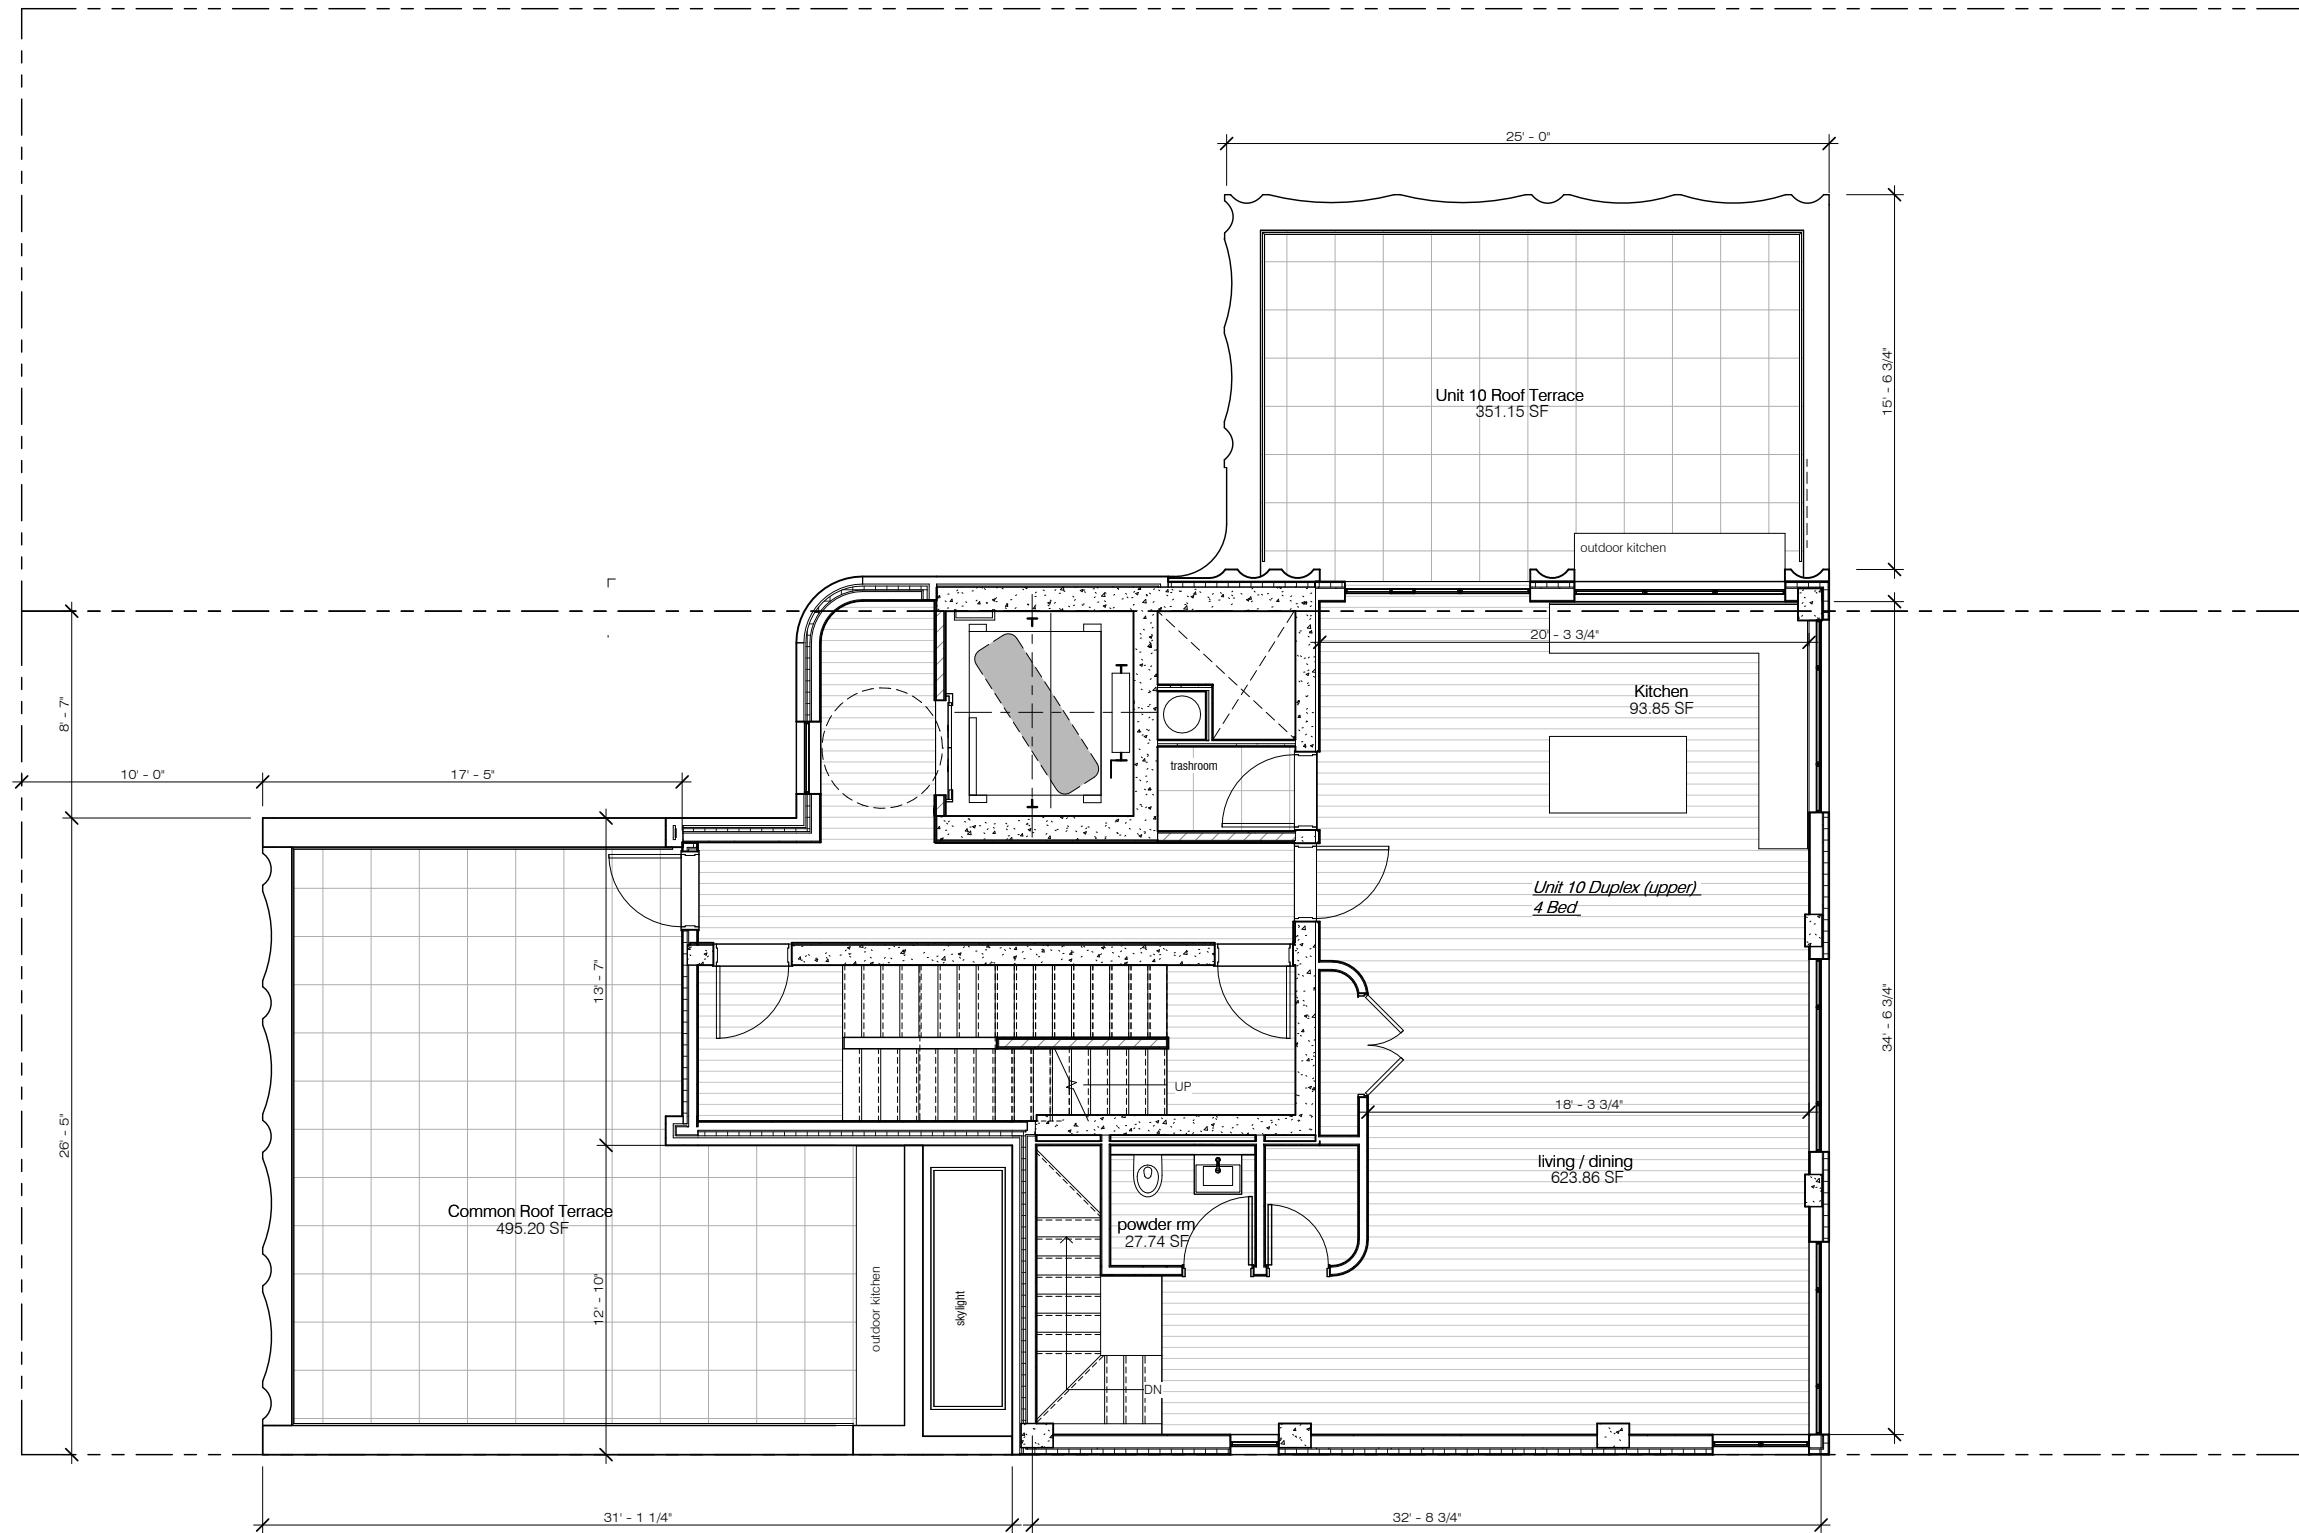 25' - 0"
15' - 6 3/4"
Unit 10 Roof Terrace
351.15 SF
outdoor kitchen
20' - 3 3/4"
Kitchen
93.85 SF
8' - 7"
10' - 0"
17' - 5"
trashroom
Unit 10 Duplex (upper)
4 Bed
13' - 7"
34' - 6 3/4"
UP
18' - 3 3/4"
26' - 5"
living / dining
623.86 SF
Common Roof Terrace
495.20 SF
powder rm
27.74 SF
12' - 10"
outdoor kitchen
skylight
DN
31' - 1 1/4"
32' - 8 3/4"